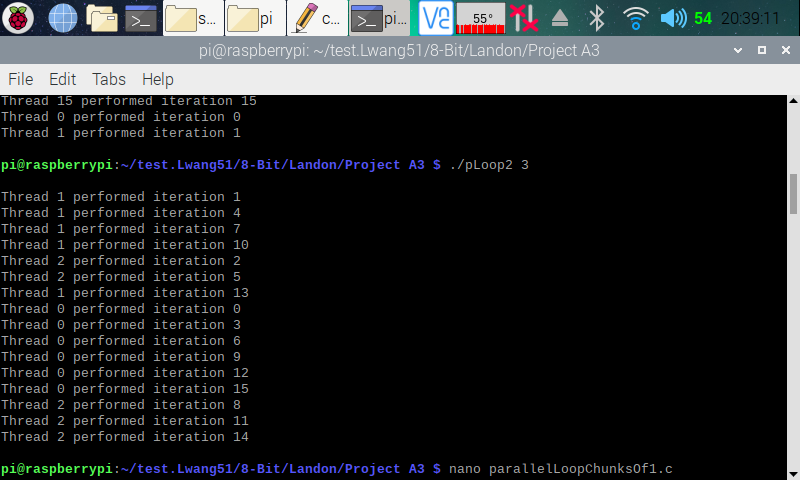 s...
pi
c...
pi...
V2
55°
54
20:39:11
pi@raspberrypi: ~/test.Lwang51/8-Bit/Landon/Project A3
File Edit Tabs Help
Thread 15 performed iteration 15
Thread 0 performed iteration 0
Thread 1 performed iteration 1
pi@raspberrypi:~/test.Lwang51/8-Bit/Landon/Project A3 $ ./pLoop2 3
Thread 1 performed iteration 1
Thread 1 performed iteration 4
Thread 1 performed iteration 7
Thread 1 performed iteration 10
Thread 2 performed iteration 2
Thread 2 performed iteration 5
Thread 1 performed iteration 13
Thread 0 performed iteration 0
Thread 0 performed iteration 3
Thread 0 performed iteration 6
Thread 0 performed iteration 9
Thread 0 performed iteration 12
Thread 0 performed iteration 15
Thread 2 performed iteration 8
Thread 2 performed iteration 11
Thread 2 performed iteration 14
pi@raspberrypi:~/test.Lwang51/8-Bit/Landon/Project A3 $ nano parallelLoopChunksOf1.c